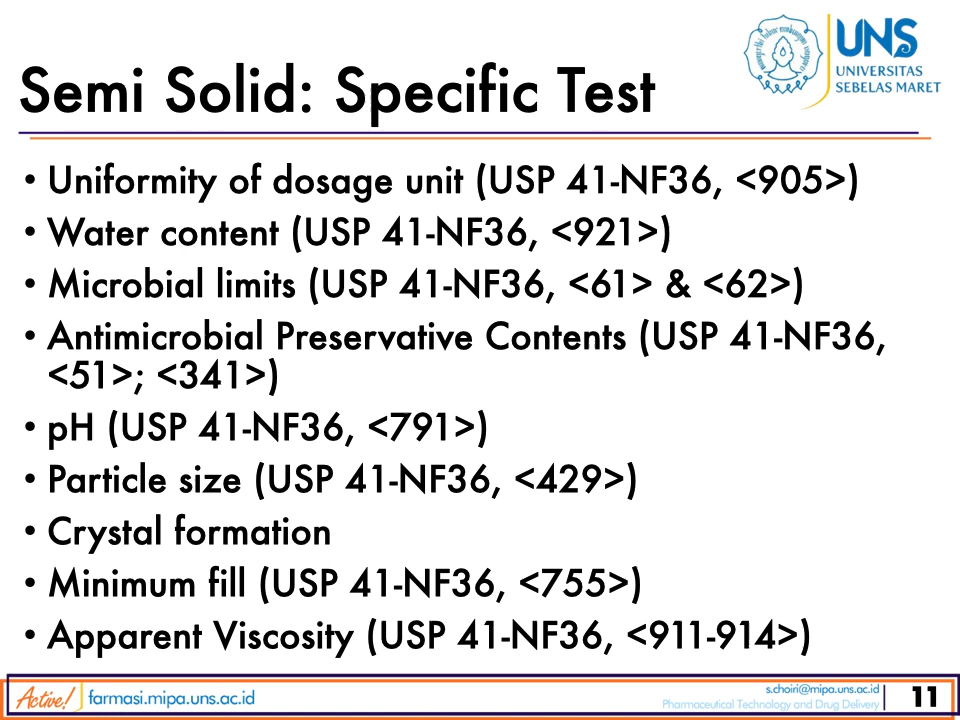 UNS
UNIVERSITAS
SEBELAS MARET
Semi Solid: Specific Test
• Uniformity of dosage unit (USP 41-NF36, <905>)
• Water content (USP 41-NF36, <921>)
• Microbial limits (USP 41-NF36, <61> & <62>)
• Antimicrobial Preservative Contents (USP 41-NF36,
<51>; <341>)
• pH (USP 41-NF36, <791>)
• Particle size (USP 41-NF36, <429>)
• Crystal formation
• Minimum fill (USP 41-NF36, <755>)
• Apparent Viscosity (USP 41-NF36, <911-914>)
Active! farmasi.mipa.uns.ac.id
s.choiri@mipa.uns.ac.id
Pharmaceutical Technology and Drug Delivery
11